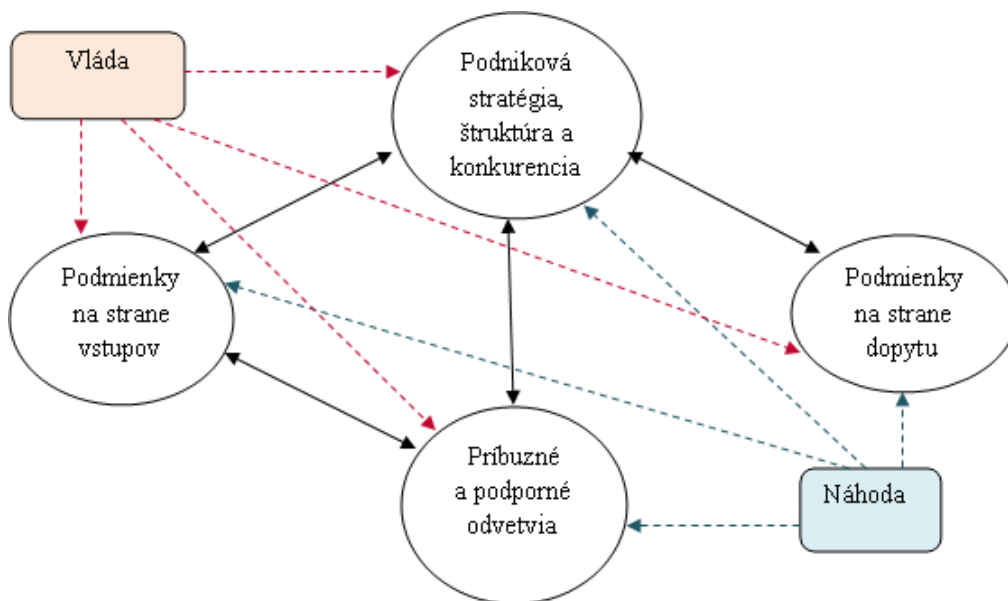 Vláda
Podniková
stratégia,
štruktúra a
konkurencia
Podmienky
na strane
vstupov
Podmienky
na strane
dopytu
Príbuzné
a podporné
odvetvia
Náhoda